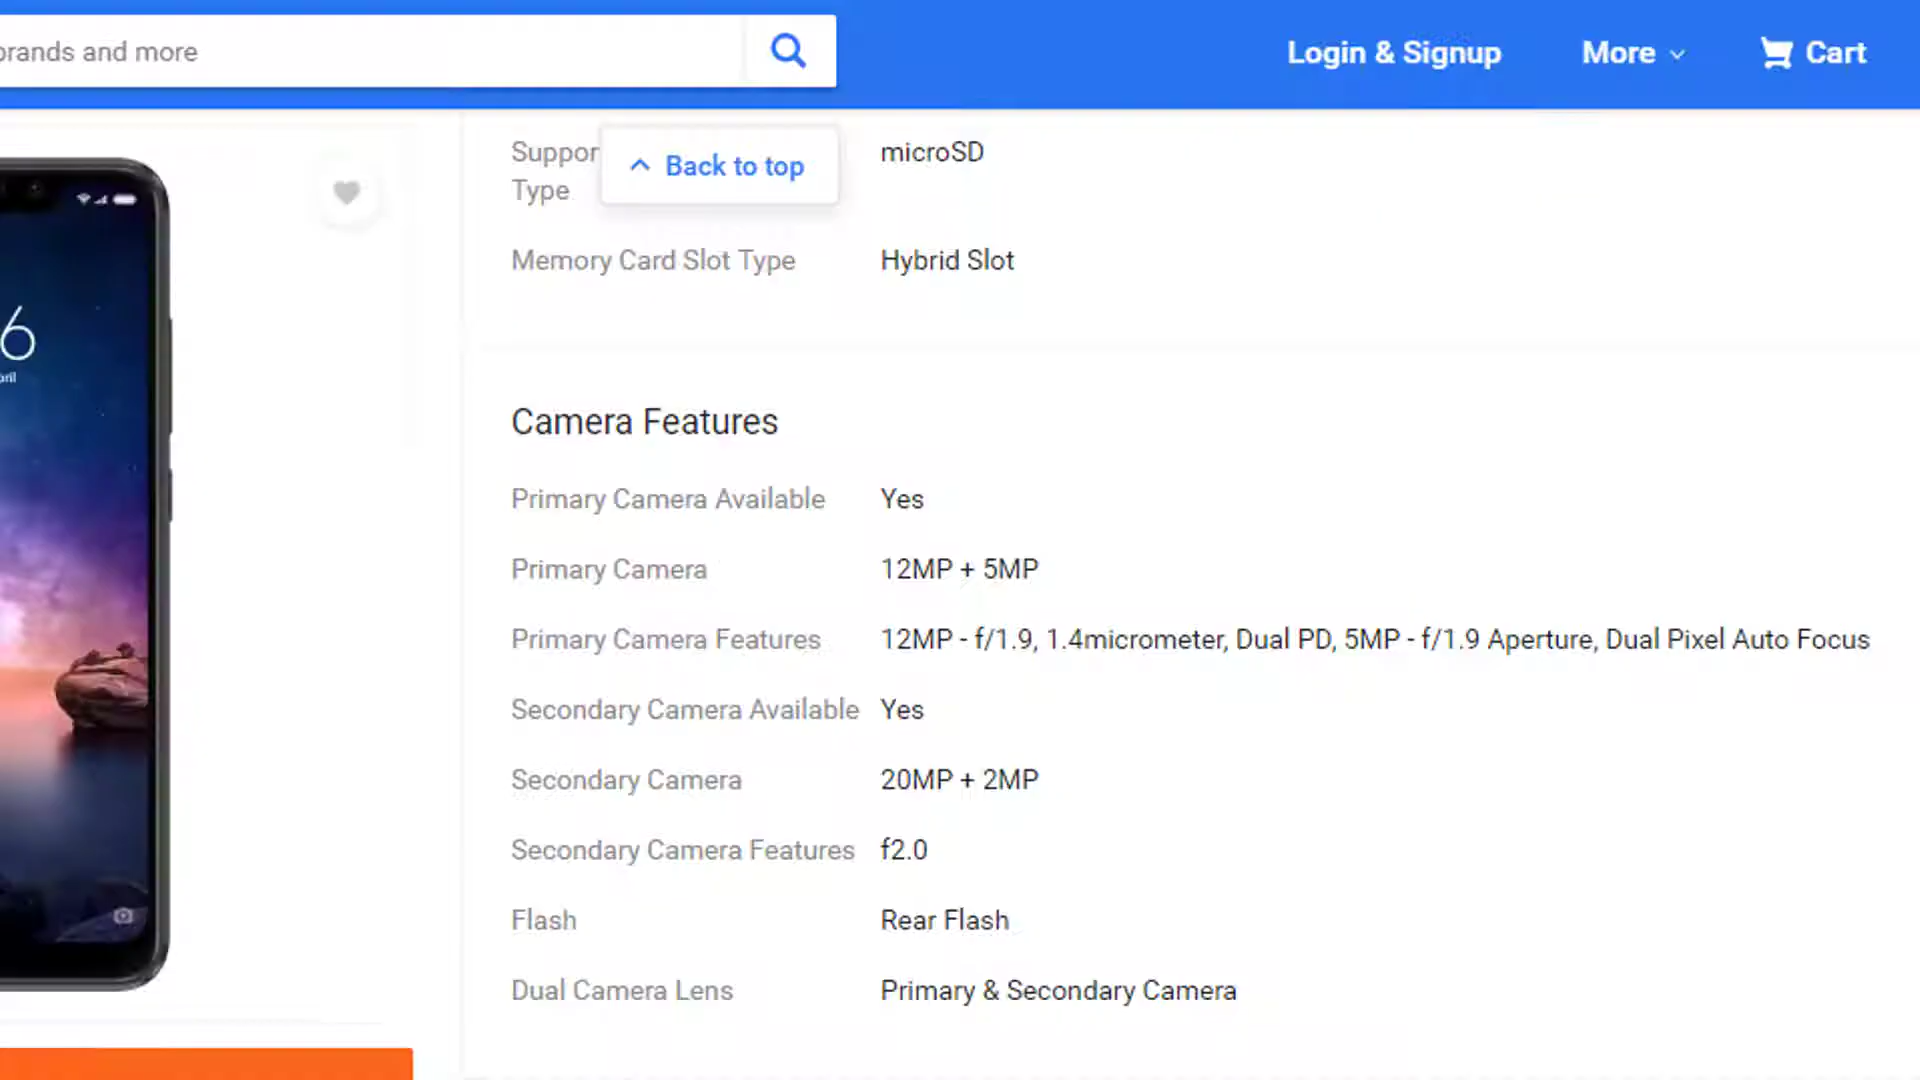 brands and more
Login & Signup
More
Cart
Suppor
Type
Back to top
microSD
Memory Card Slot Type
Hybrid Slot
6
pril
Camera Features
Primary Camera Available
Yes
Primary Camera
12MP + 5MP
Primary Camera Features
12MP - f/1.9, 1.4micrometer, Dual PD, 5MP - f/1.9 Aperture, Dual Pixel Auto Focus
Secondary Camera Available
Yes
Secondary Camera
20MP + 2MP
Secondary Camera Features
f2.0
Flash
Rear Flash
Dual Camera Lens
Primary & Secondary Camera